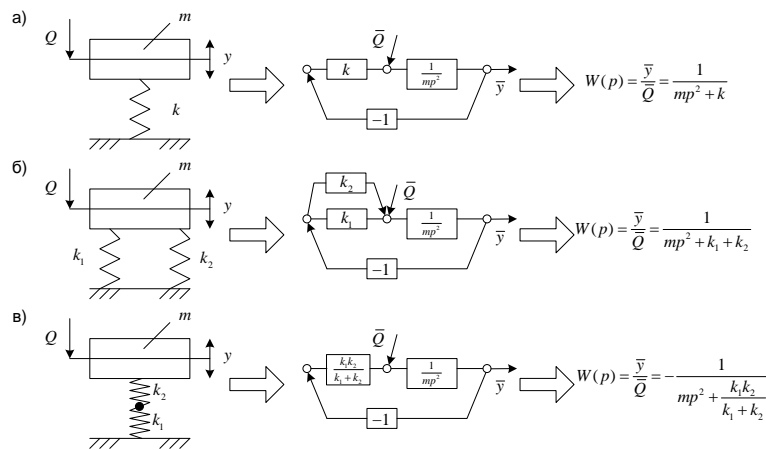 а)
Q
m
y
k
Q̅
k
1/mp²
y̅
−1
W(p) = y̅/Q̅ = 1/(mp² + k)
б)
Q
m
y
k₁
k₂
k₂
Q̅
k₁
1/mp²
y̅
−1
W(p) = y̅/Q̅ = 1/(mp² + k₁ + k₂)
в)
Q
m
y
k₂
k₁
Q̅
k₁k₂/(k₁ + k₂)
1/mp²
y̅
−1
W(p) = y̅/Q̅ = −1/(mp² + k₁k₂/(k₁ + k₂))